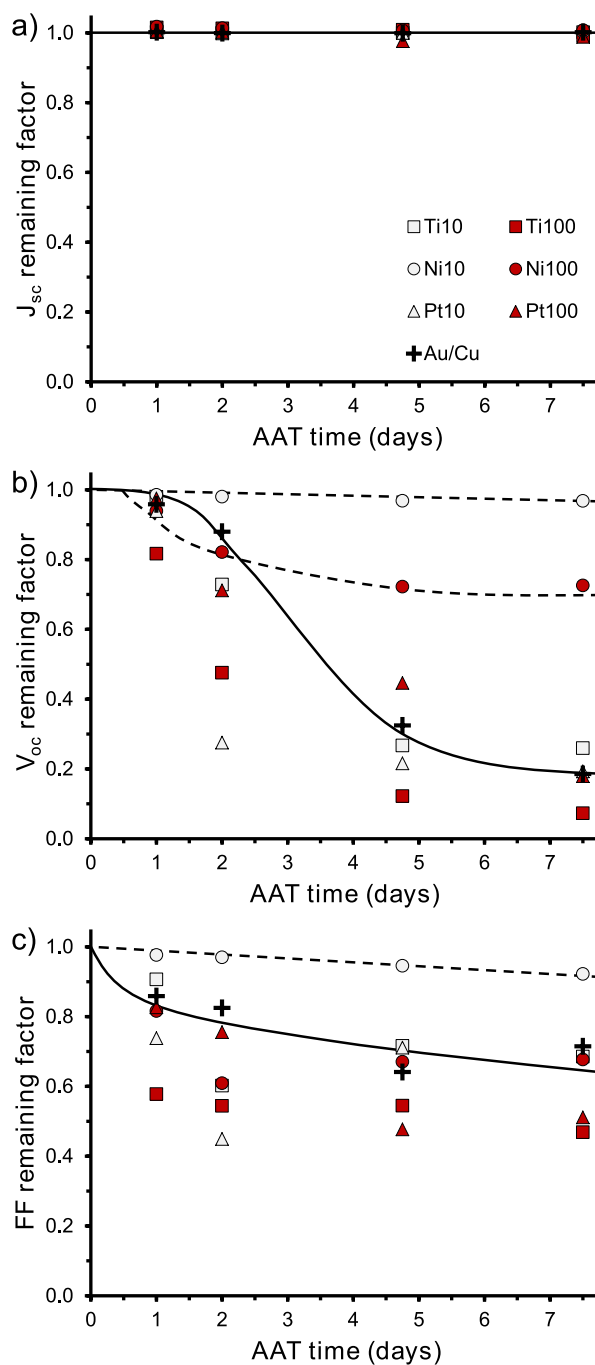 a)
J_sc remaining factor
1.0
0.8
0.6
0.4
0.2
0.0
Ti10 Ti100
Ni10 Ni100
Pt10 Pt100
Au/Cu
0 1 2 3 4 5 6 7
AAT time (days)
b)
V_oc remaining factor
1.0
0.8
0.6
0.4
0.2
0.0
0 1 2 3 4 5 6 7
AAT time (days)
c)
FF remaining factor
1.0
0.8
0.6
0.4
0.2
0.0
0 1 2 3 4 5 6 7
AAT time (days)